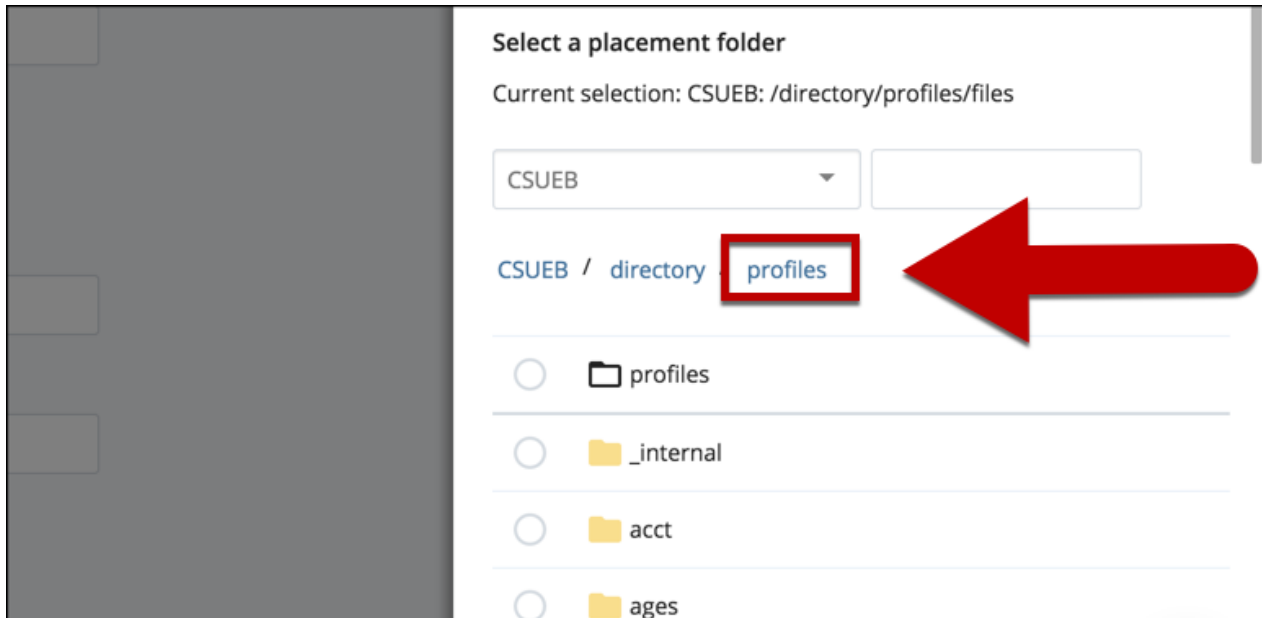 Select a placement folder
Current selection: CSUEB: /directory/profiles/files
CSUEB
CSUEB / directory / profiles
profiles
_internal
acct
ages